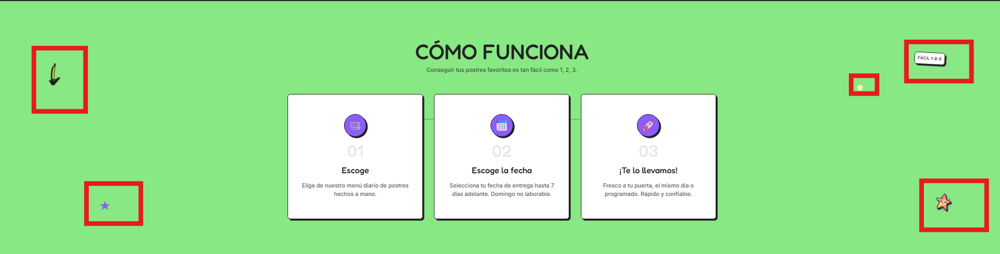 CÓMO FUNCIONA
Conseguir tus postres favoritos es tan fácil como 1, 2, 3.
FÁCIL 1-2-3
01
Escoge
Elige de nuestro menú diario de postres
hechos a mano.
02
Escoge la fecha
Selecciona tu fecha de entrega hasta 7
días adelante. Domingo no laborable.
03
¡Te lo llevamos!
Fresco a tu puerta, el mismo día o
programado. Rápido y confiable.